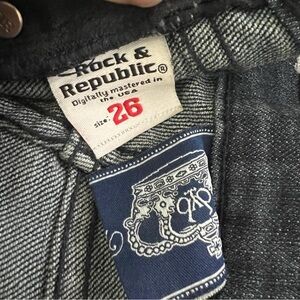 Rock &
Republic®
Digitally mastered in
the USA
size: 26